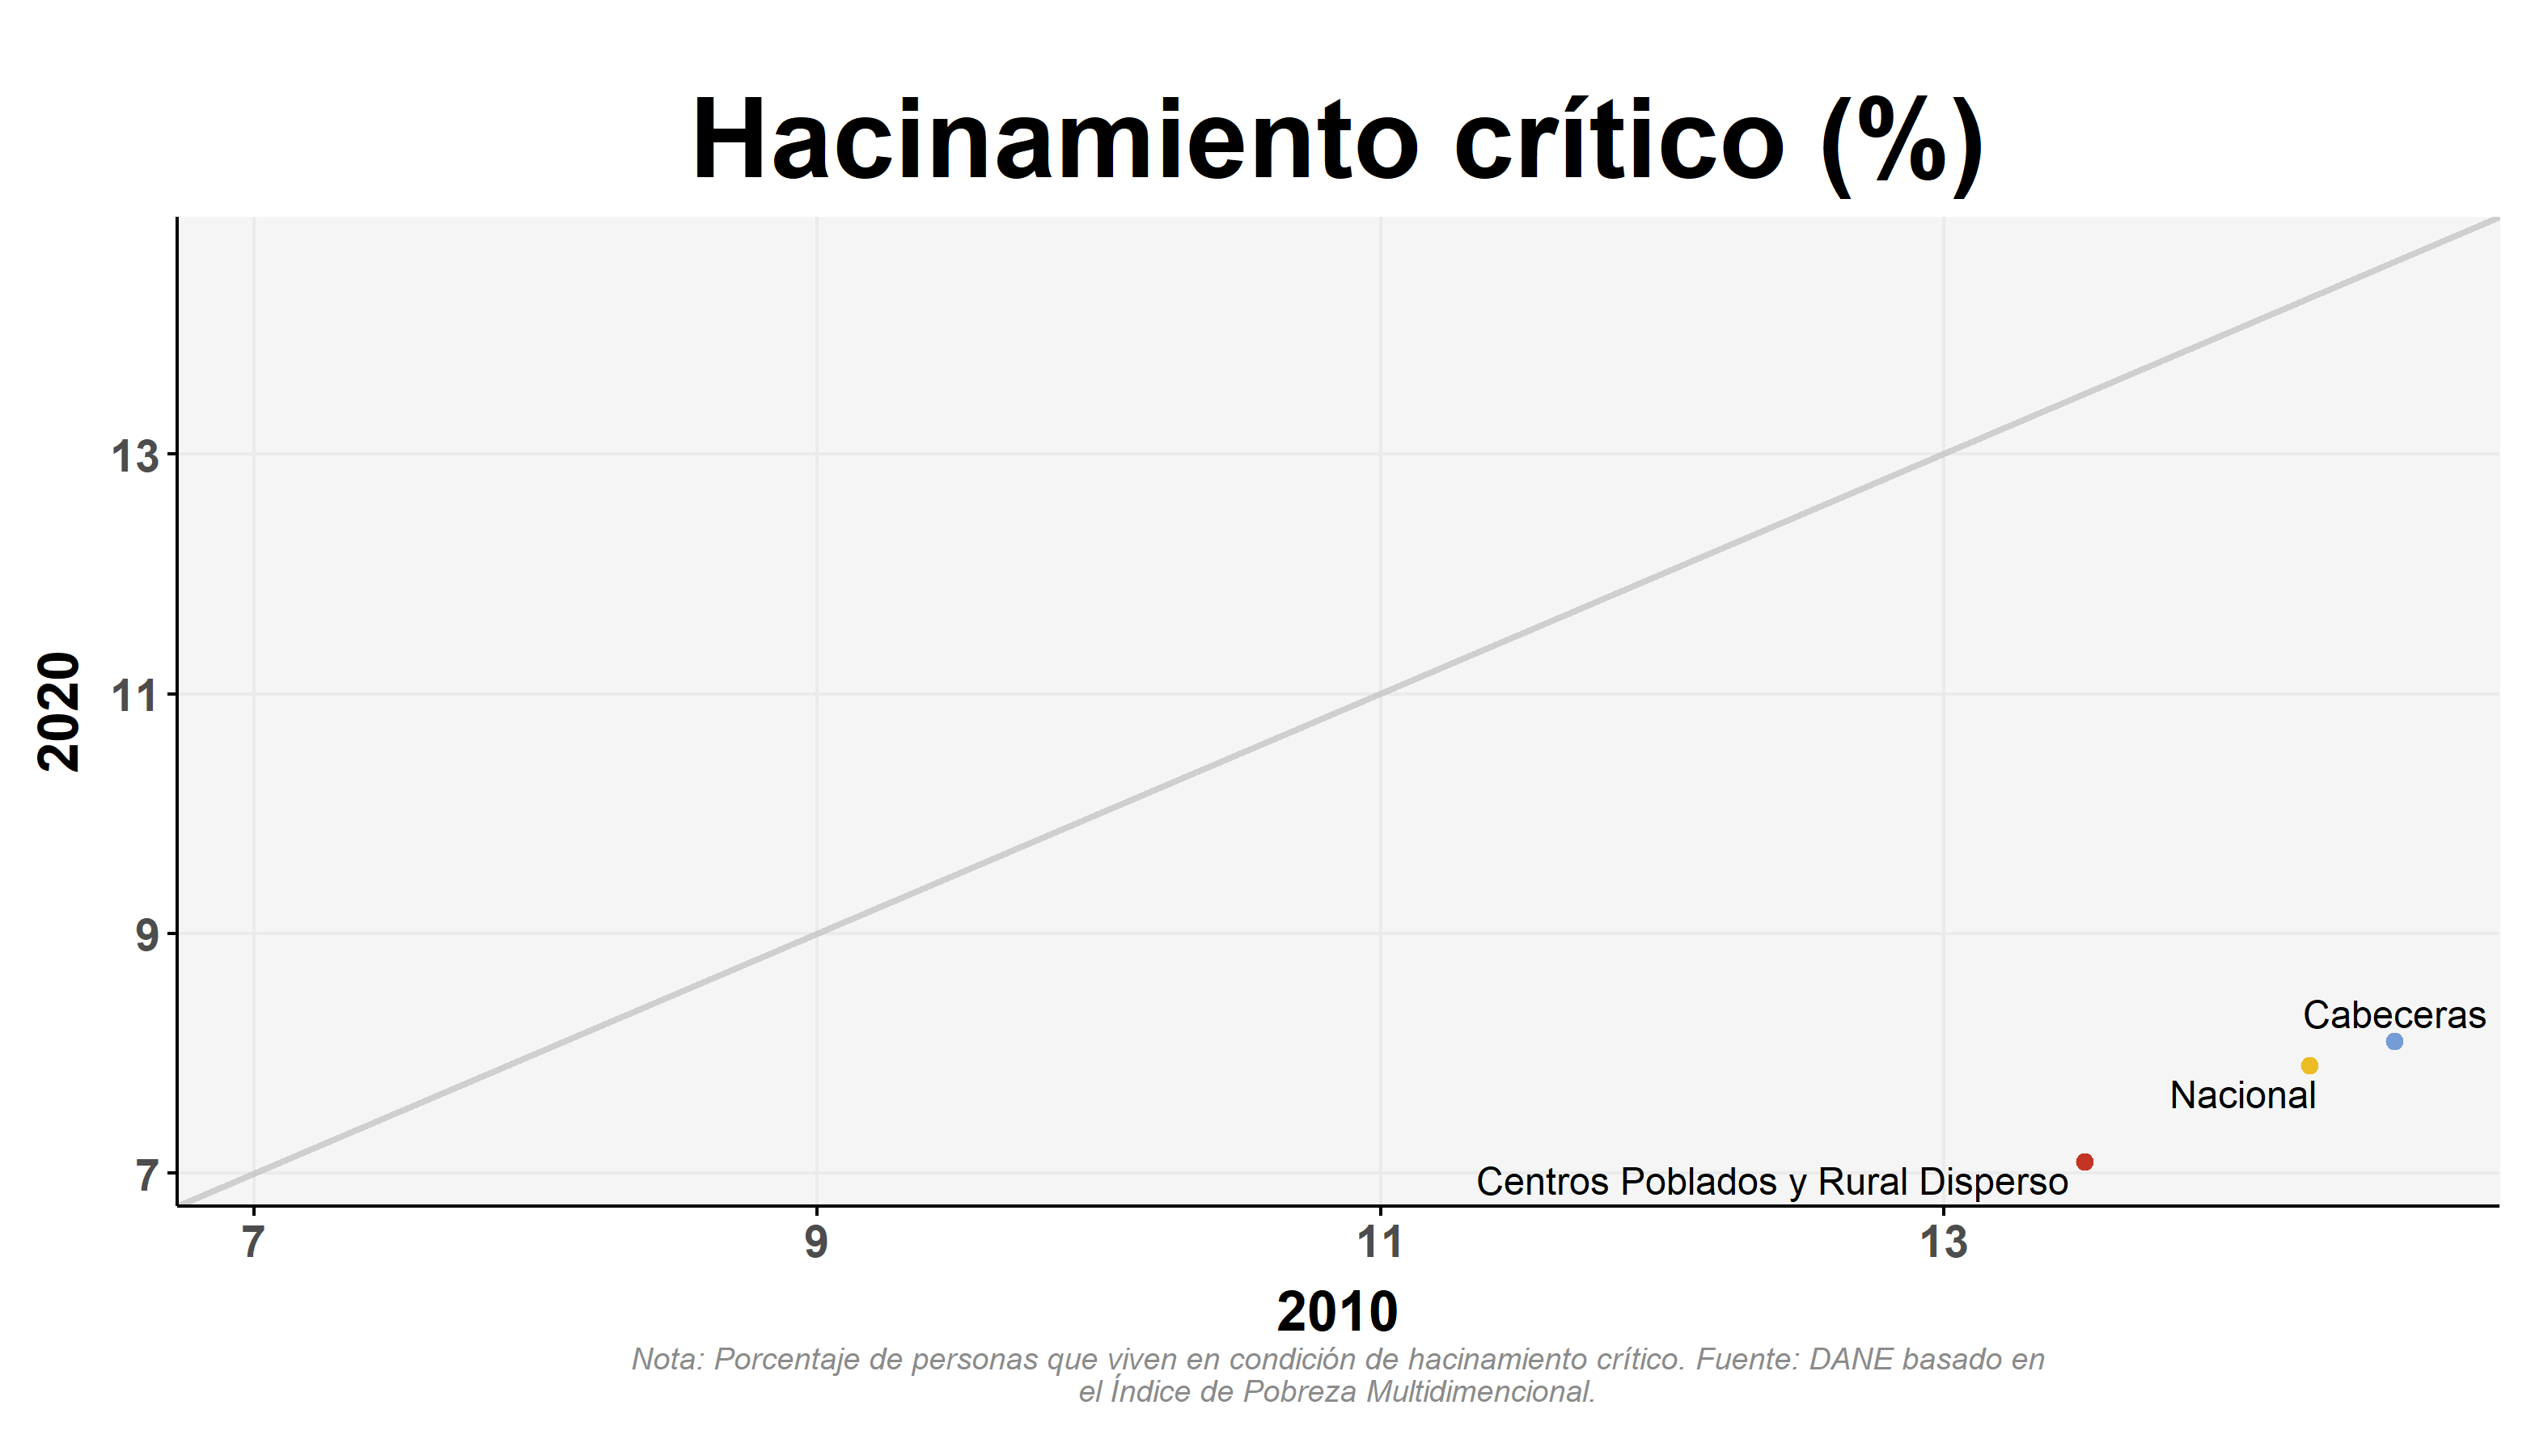 Hacinamiento crítico (%)
2020
13
11
9
7
Cabeceras
Nacional
Centros Poblados y Rural Disperso
7
9
11
13
2010
Nota: Porcentaje de personas que viven en condición de hacinamiento crítico. Fuente: DANE basado en
el Índice de Pobreza Multidimencional.